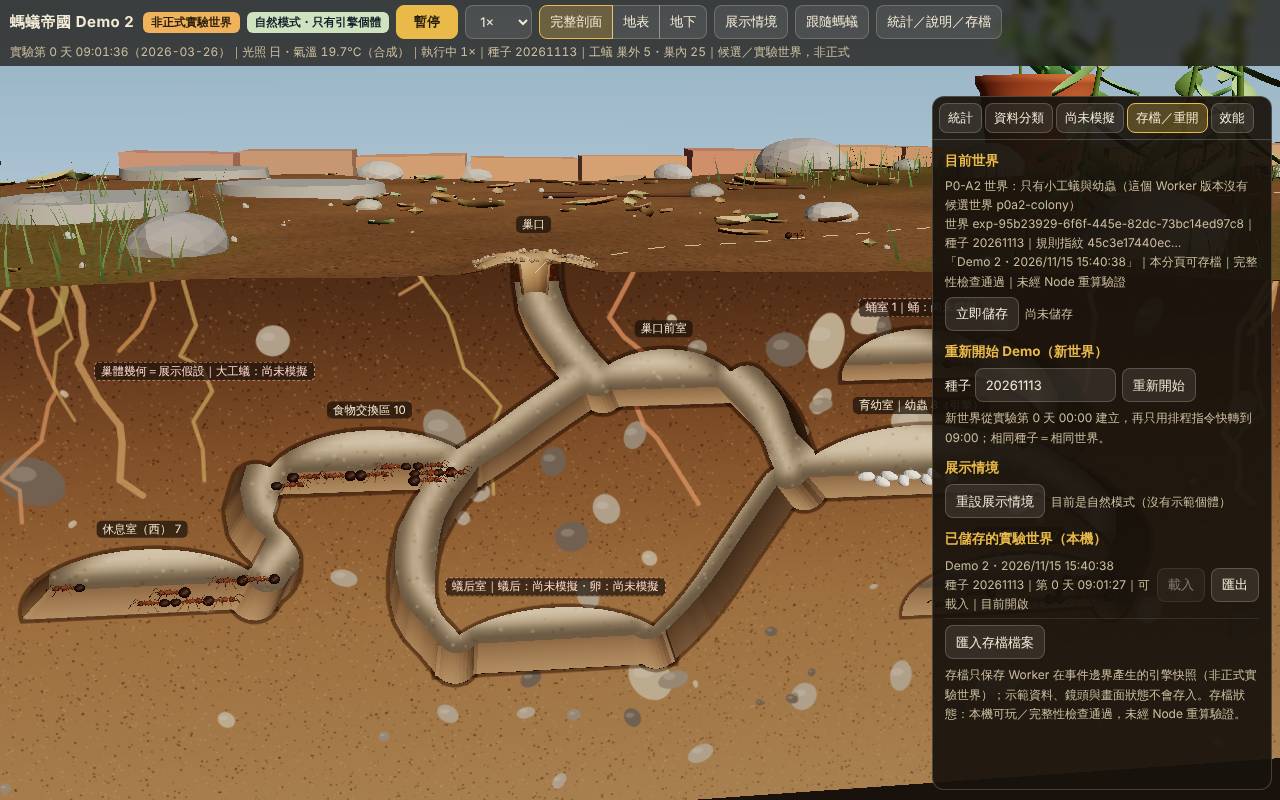 螞蟻帝國 Demo 2
非正式實驗世界
自然模式・只有引擎個體
暫停
1×
完整剖面
地表
地下
展示情境
跟隨螞蟻
統計／說明／存檔
實驗第 0 天 09:01:36（2026-03-26）｜光照 日・氣溫 19.7°C（合成）｜執行中 1×｜種子 20261113｜工蟻 巢外 5・巢內 25｜候選／實驗世界，非正式
統計
資料分類
尚未模擬
存檔／重開
效能
目前世界
P0-A2 世界：只有小工蟻與幼蟲（這個 Worker 版本沒有
候選世界 p0a2-colony）
世界 exp-95b23929-6f6f-445e-82dc-73bc14ed97c8｜
種子 20261113｜規則指紋 45c3e17440ec…
「Demo 2・2026/11/15 15:40:38」｜本分頁可存檔｜完整
性檢查通過｜未經 Node 重算驗證
立即儲存
尚未儲存
重新開始 Demo（新世界）
種子
20261113
重新開始
新世界從實驗第 0 天 00:00 建立，再只用排程指令快轉到
09:00；相同種子＝相同世界。
展示情境
重設展示情境
目前是自然模式（沒有示範個體）
已儲存的實驗世界（本機）
Demo 2・2026/11/15 15:40:38
種子 20261113｜第 0 天 09:01:27｜可
載入｜目前開啟
載入
匯出
匯入存檔檔案
存檔只保存 Worker 在事件邊界產生的引擎快照（非正式實
驗世界）；示範資料、鏡頭與畫面狀態不會存入。存檔狀
態：本機可玩／完整性檢查通過，未經 Node 重算驗證。
巢口
蛹室 1｜蛹：
巢口前室
巢體幾何＝展示假設｜大工蟻：尚未模擬
食物交換區 10
育幼室｜幼蟲
休息室（西） 7
蟻后室｜蟻后：尚未模擬・卵：尚未模擬